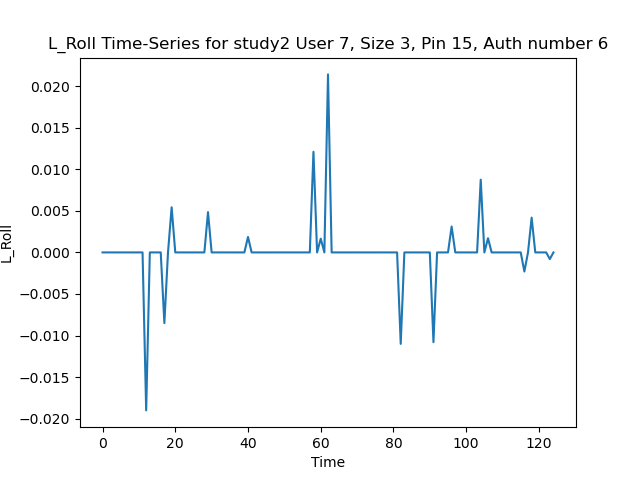 L_Roll Time-Series for study2 User 7, Size 3, Pin 15, Auth number 6
0.020
0.015
0.010
0.005
0.000
−0.005
−0.010
−0.015
−0.020
L_Roll
0 20 40 60 80 100 120
Time